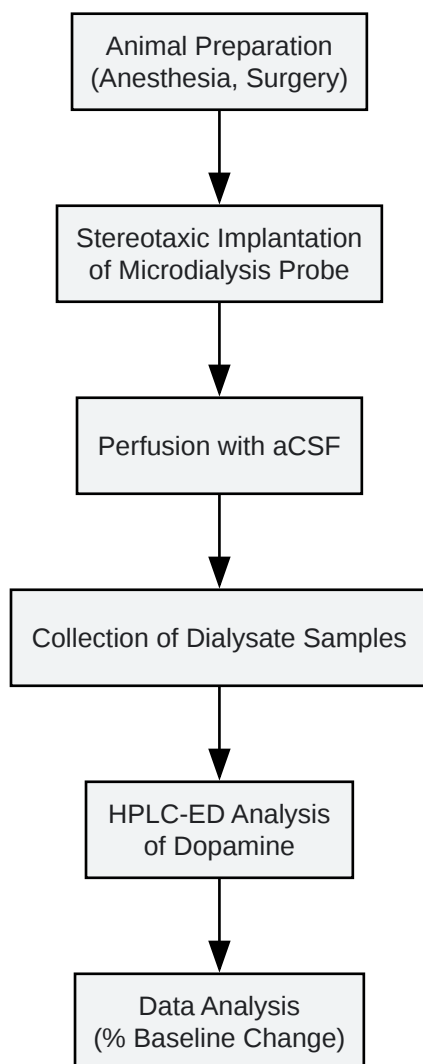 Animal Preparation
(Anesthesia, Surgery)
Stereotaxic Implantation
of Microdialysis Probe
Perfusion with aCSF
Collection of Dialysate Samples
HPLC-ED Analysis
of Dopamine
Data Analysis
(% Baseline Change)